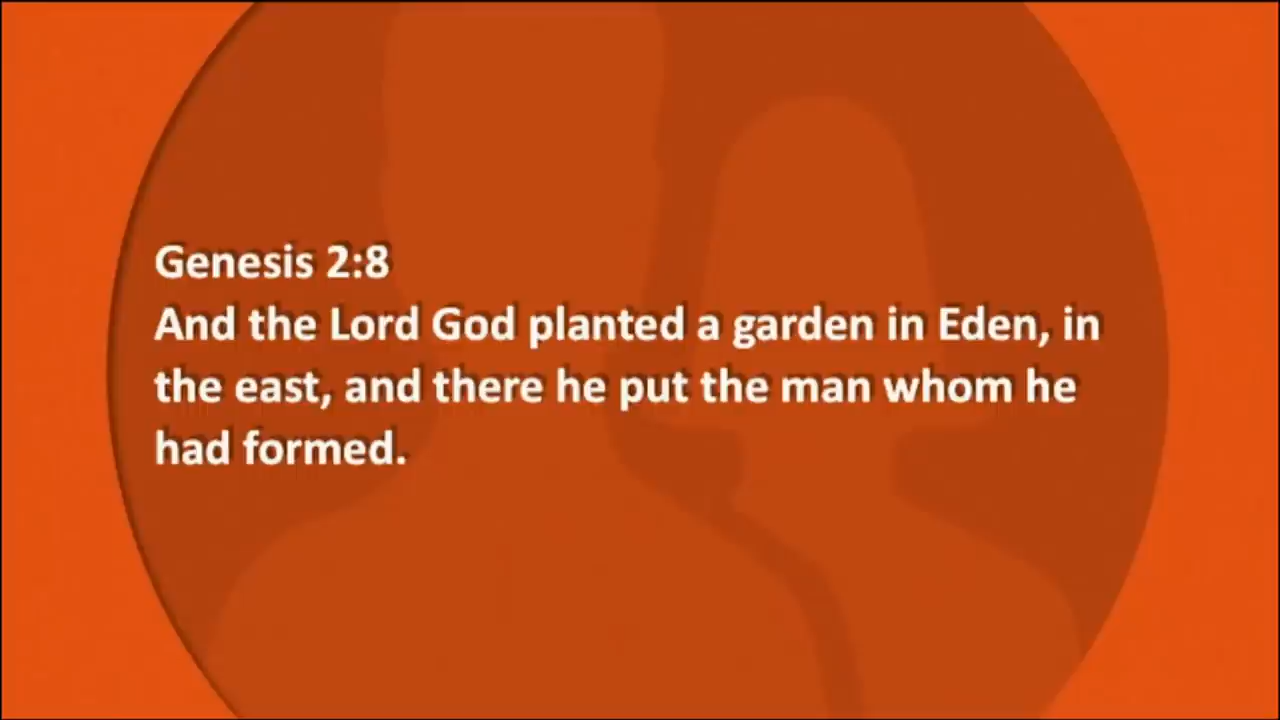 Genesis 2:8
And the Lord God planted a garden in Eden, in
the east, and there he put the man whom he
had formed.